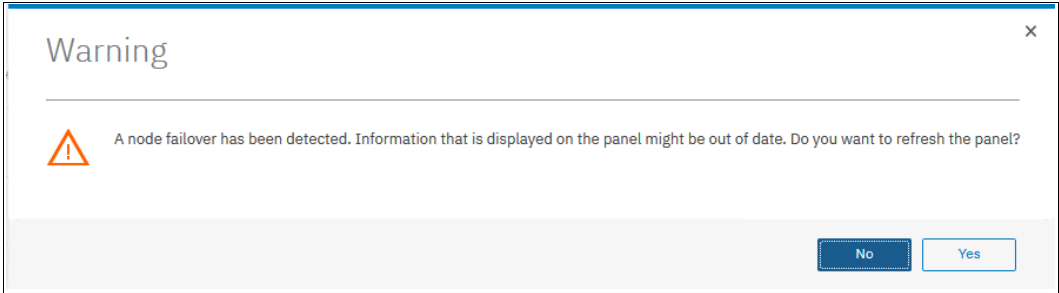 Warning
A node failover has been detected. Information that is displayed on the panel might be out of date. Do you want to refresh the panel?
No
Yes